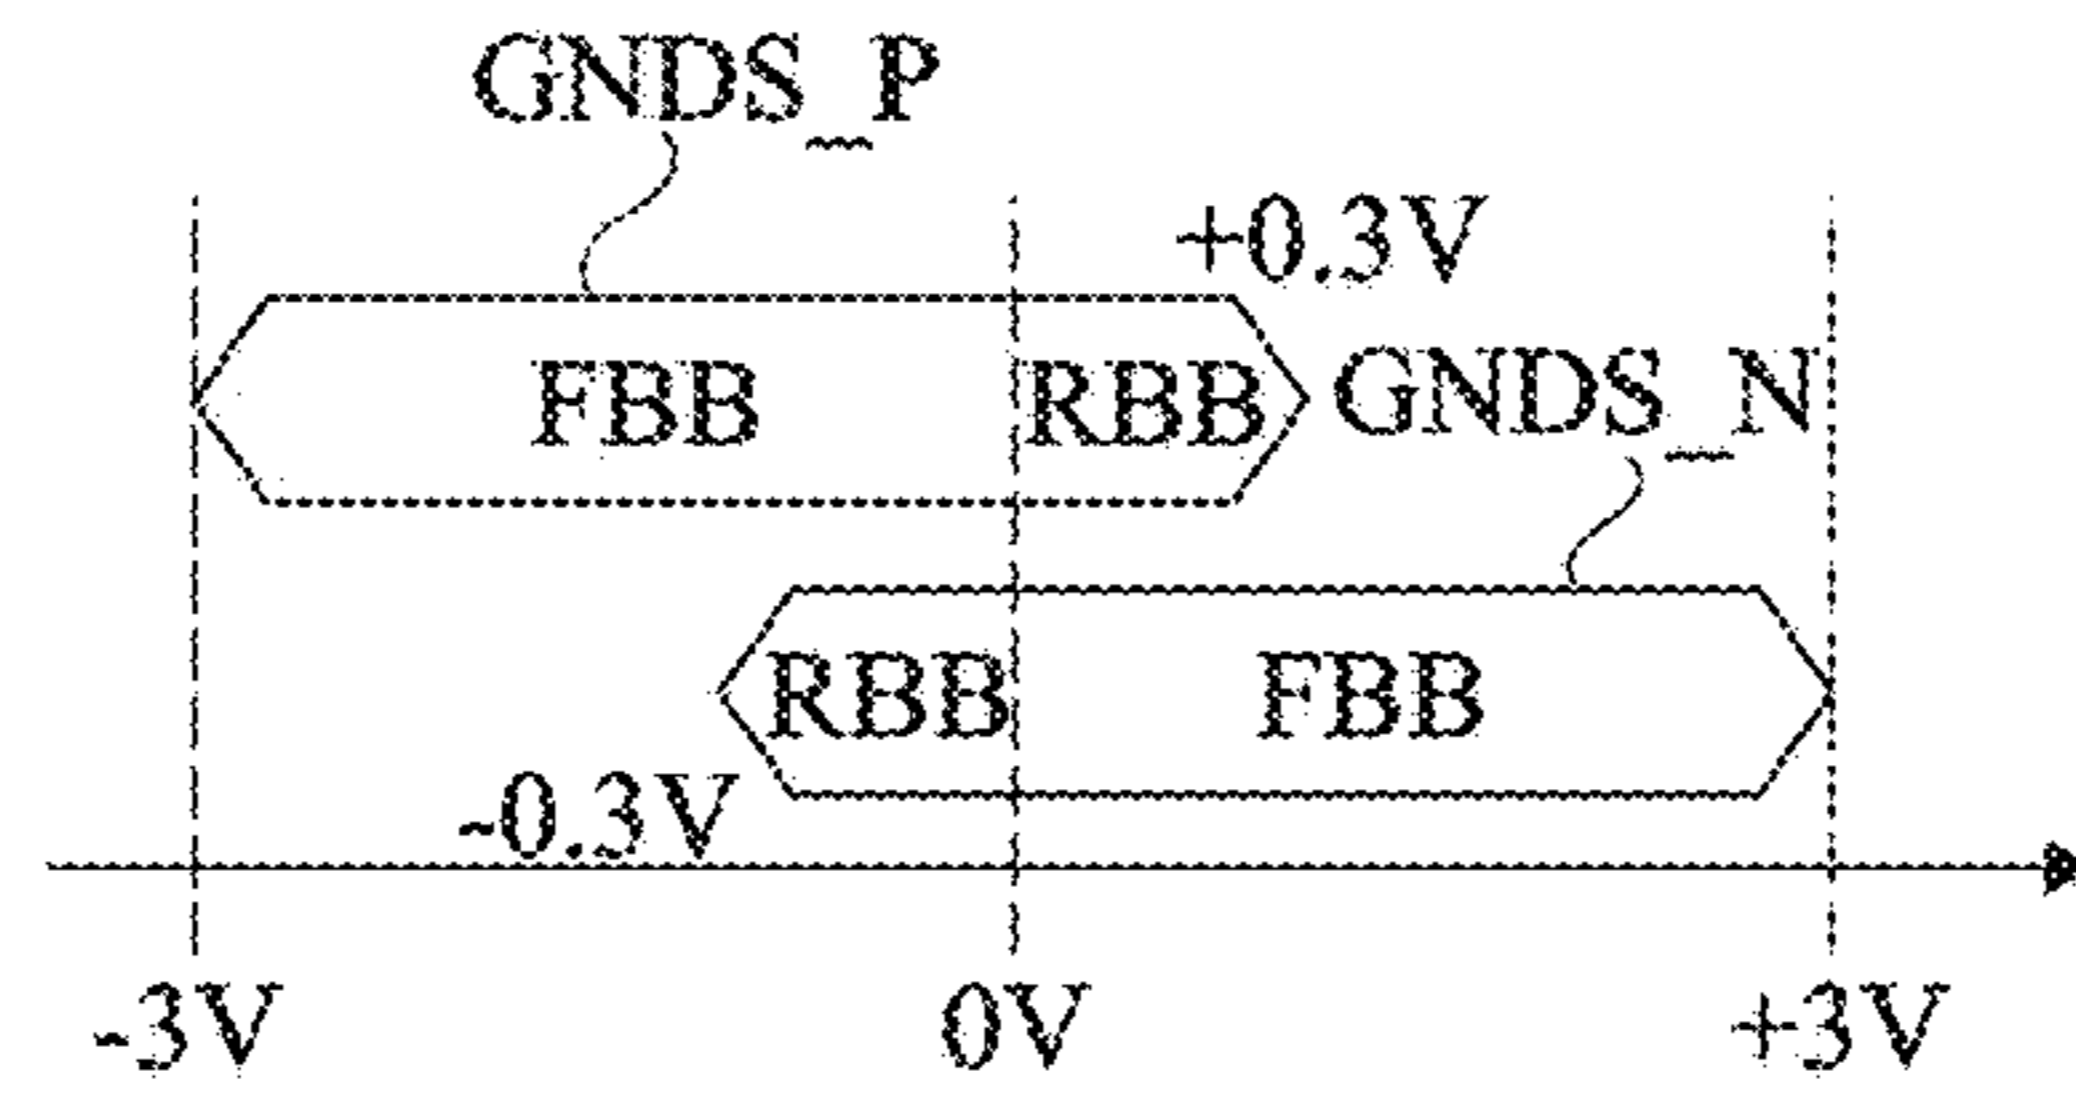 GNDS_P
+0.3V
FBB RBB GNDS_N
RBB FBB
-0.3V
-3V 0V +3V